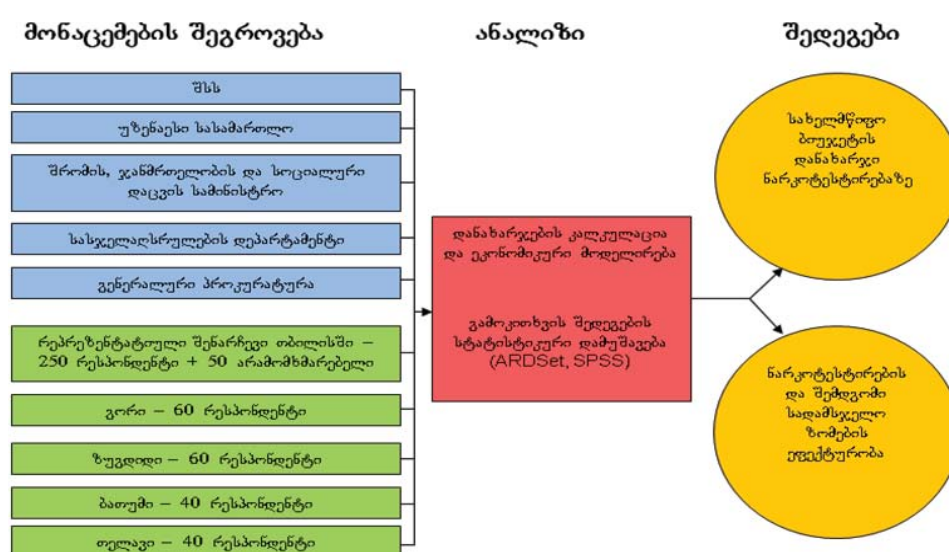 მონაცემების შეგროვება
შსს
უზენაესი სასამართლო
შრომის, ჯანმრთელობის და სოციალური
დაცვის სამინისტრო
სასჯელაღსრულების დეპარტამენტი
გენერალური პროკურატურა
რეპრეზენტატიული შენარჩევი თბილისში –
250 რესპონდენტი + 50 არამომხმარებელი
გორი – 60 რესპონდენტი
ზუგდიდი – 60 რესპონდენტი
ბათუმი – 40 რესპონდენტი
თელავი – 40 რესპონდენტი
ანალიზი
დანახარჯების კალკულაცია
და ეკონომიკური მოდელირება
გამოკითხვის შედეგების
სტატისტიკური დამუშავება
(ARDSet, SPSS)
შედეგები
სახელმწიფო
ბიუჯეტის
დანახარჯი
ნარკოტესტირებაზე
ნარკოტესტირების
და შემდგომი
სადამსჯელო
ზომების
ეფექტურობა